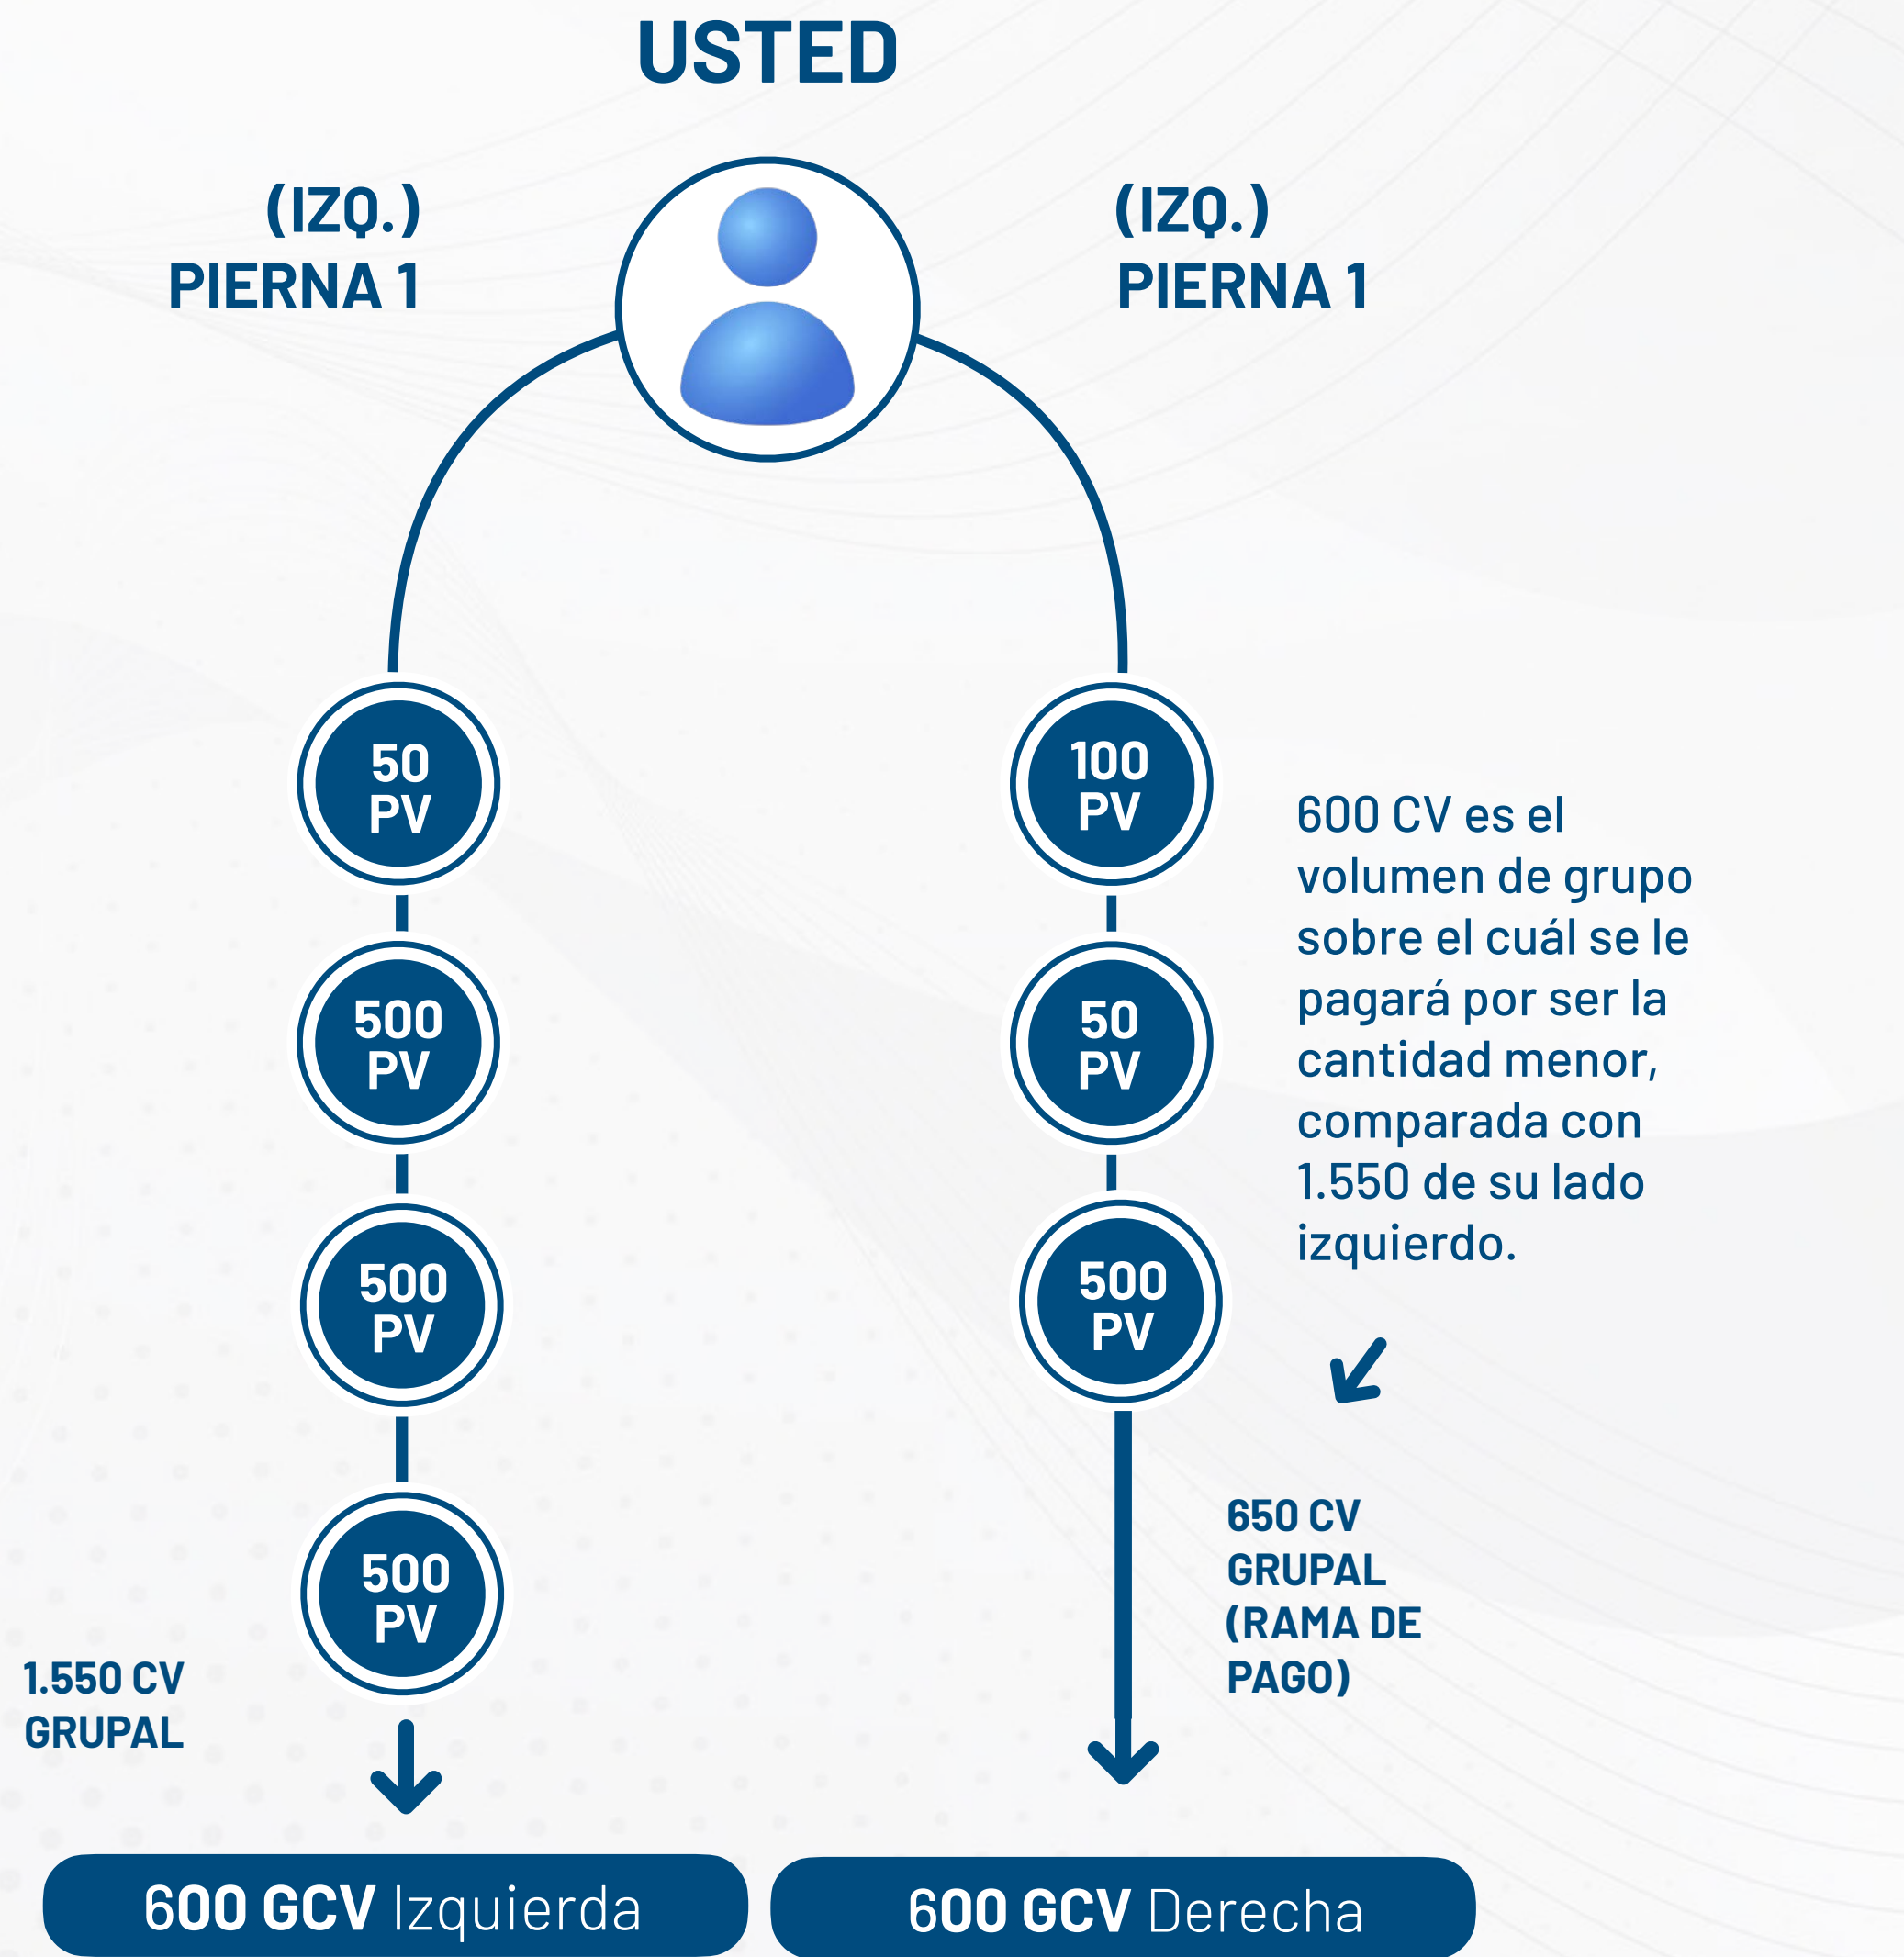 USTED
(IZQ.)
PIERNA 1
(IZQ.)
PIERNA 1
50
PV
500
PV
500
PV
500
PV
1.550 CV
GRUPAL
100
PV
50
PV
500
PV
600 CV es el
volumen de grupo
sobre el cuál se le
pagará por ser la
cantidad menor,
comparada con
1.550 de su lado
izquierdo.
650 CV
GRUPAL
(RAMA DE
PAGO)
600 GCV Izquierda
600 GCV Derecha